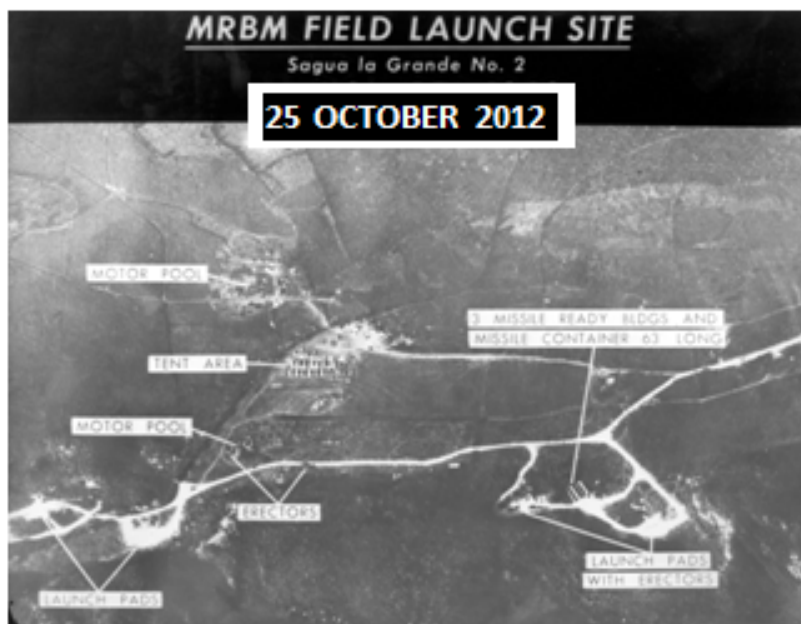 MRBM FIELD LAUNCH SITE
Sagua la Grande No. 2
25 OCTOBER 2012
MOTOR POOL
3 MISSILE READY BLDGS AND
MISSILE CONTAINER 63 LONG
TENT AREA
MOTOR POOL
ERECTORS
LAUNCH PADS
WITH ERECTORS
LAUNCH PADS